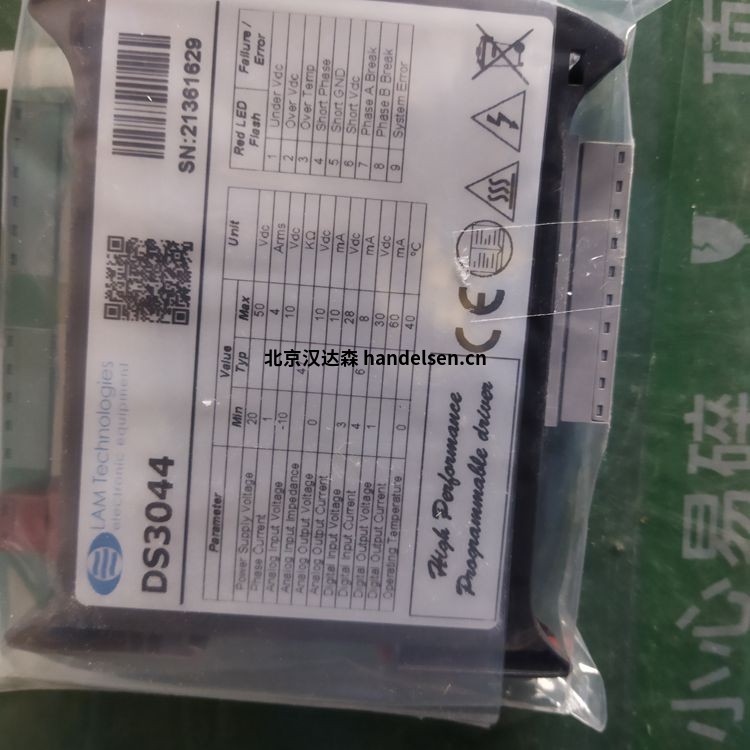 LAM Technologies
electronic equipment
DS3044
SN:21361629
Parameter Value Unit
Min Typ Max
Power Supply Voltage 20 50 Vdc
Phase Current 1 4 Arms
Analog Input Voltage -10 10 Vdc
Analog Input Impedance KΩ
Analog Output Voltage 0 10 Vdc
Analog Output Current 10 mA
Digital Input Voltage 3 28 Vdc
Digital Input Current 4 6 8 mA
Digital Output Voltage 1 30 Vdc
Digital Output Current 60 mA
Operating Temperature 0 40 °C
Red LED Flash Failure / Error
1 Under Vdc
2 Over Vdc
3 Over Temp
4 Short Phase
5 Short GND
6 Short Vdc
7 Phase A Break
8 Phase B Break
9 System Error
High Performance
Programmable driver
CE
北京汉达森 handelsen.cn
小心易碎